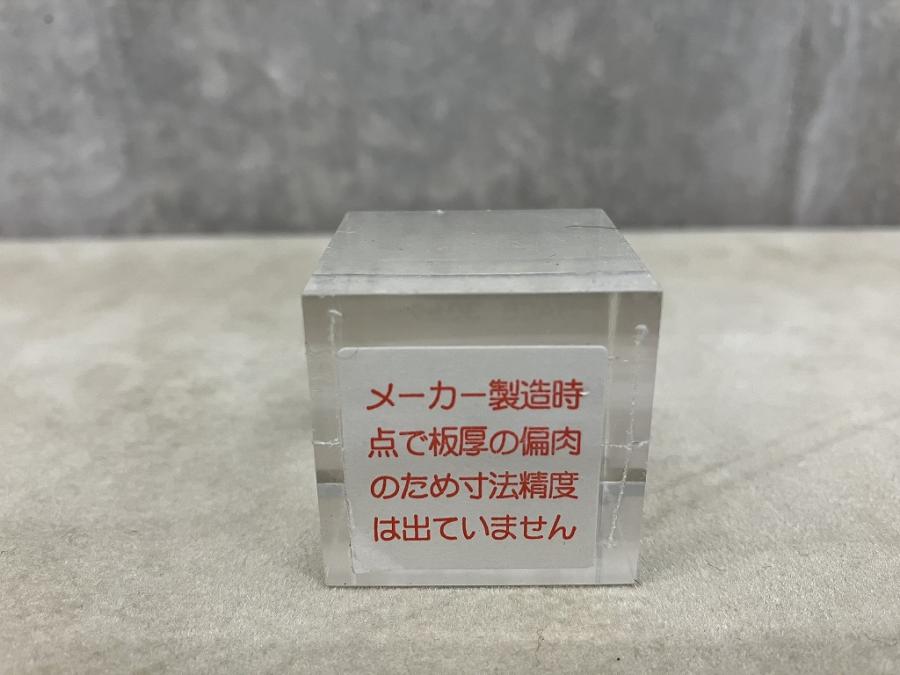 メーカー製造時
点で板厚の偏肉
のため寸法精度
は出ていません